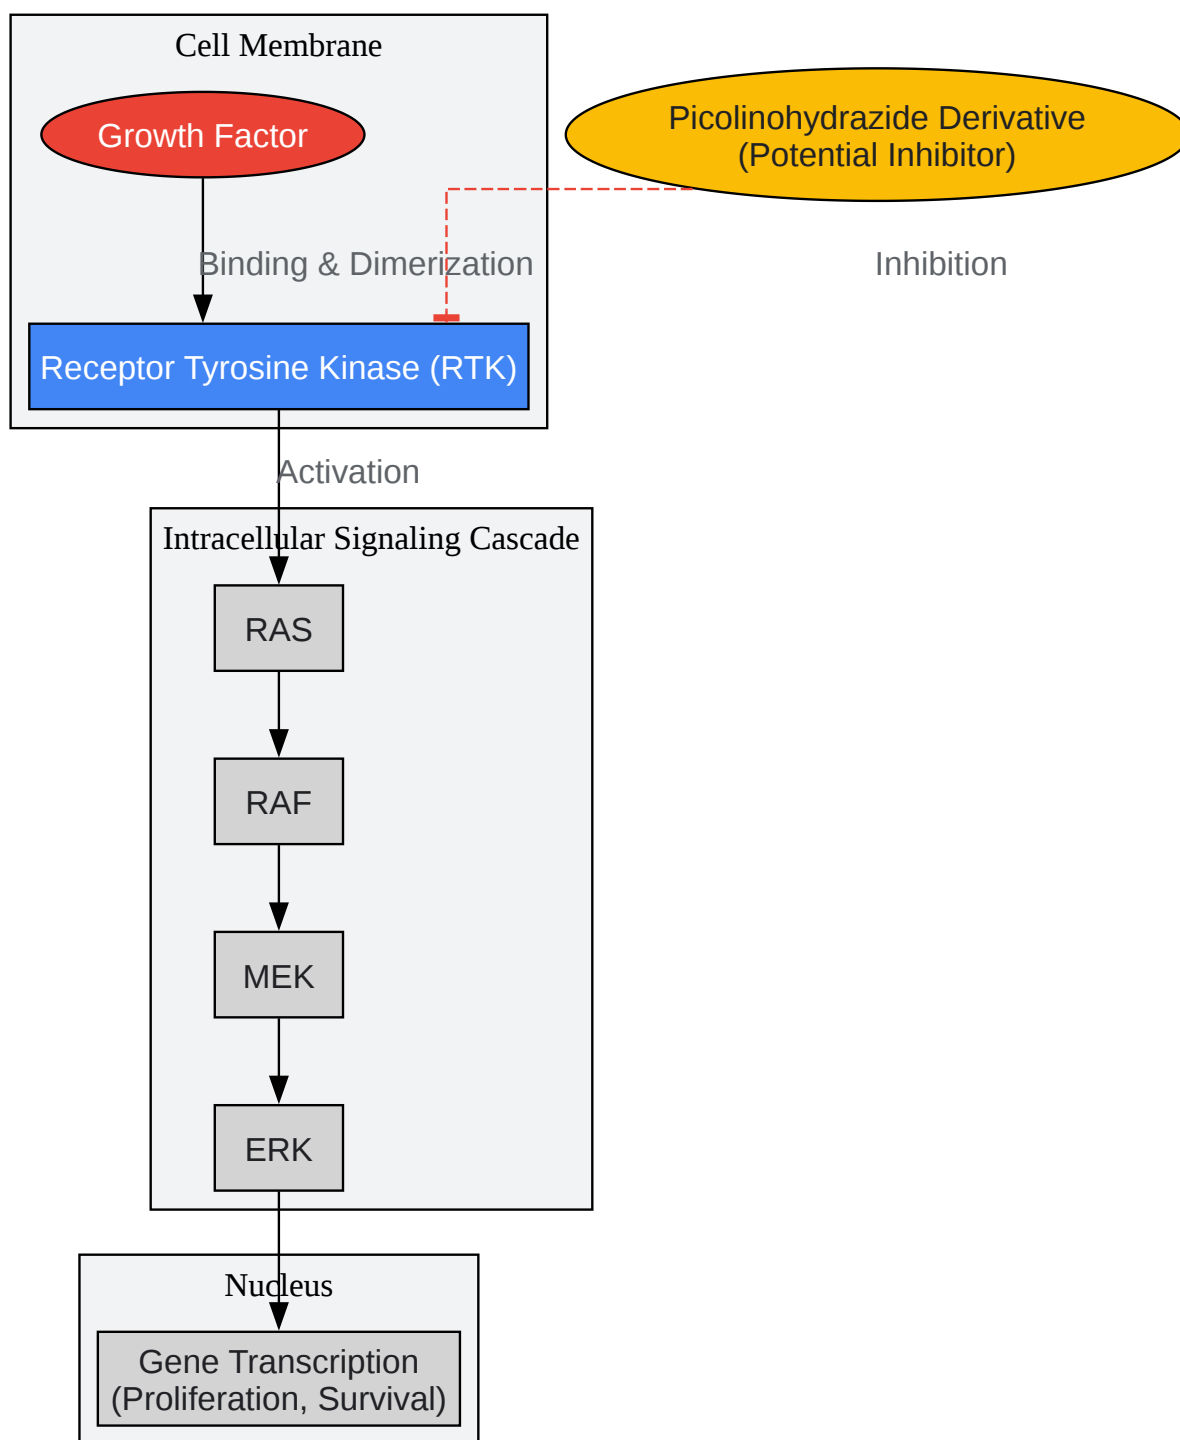 Cell Membrane
Growth Factor
Picolinohydrazide Derivative
(Potential Inhibitor)
Binding & Dimerization
Inhibition
Receptor Tyrosine Kinase (RTK)
Activation
Intracellular Signaling Cascade
RAS
RAF
MEK
ERK
Nucleus
Gene Transcription
(Proliferation, Survival)